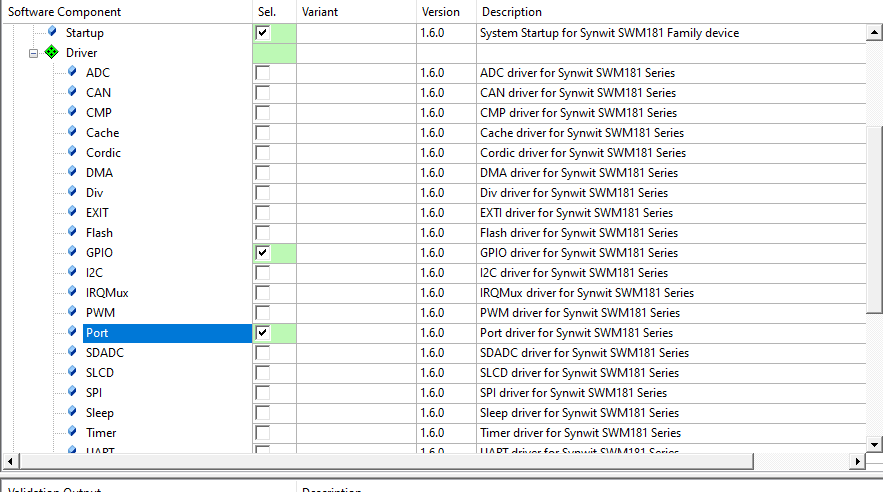 Software Component Sel. Variant Version Description
Startup 1.6.0 System Startup for Synwit SWM181 Family device
Driver
ADC 1.6.0 ADC driver for Synwit SWM181 Series
CAN 1.6.0 CAN driver for Synwit SWM181 Series
CMP 1.6.0 CMP driver for Synwit SWM181 Series
Cache 1.6.0 Cache driver for Synwit SWM181 Series
Cordic 1.6.0 Cordic driver for Synwit SWM181 Series
DMA 1.6.0 DMA driver for Synwit SWM181 Series
Div 1.6.0 Div driver for Synwit SWM181 Series
EXIT 1.6.0 EXTI driver for Synwit SWM181 Series
Flash 1.6.0 Flash driver for Synwit SWM181 Series
GPIO 1.6.0 GPIO driver for Synwit SWM181 Series
I2C 1.6.0 I2C driver for Synwit SWM181 Series
IRQMux 1.6.0 IRQMux driver for Synwit SWM181 Series
PWM 1.6.0 PWM driver for Synwit SWM181 Series
Port 1.6.0 Port driver for Synwit SWM181 Series
SDADC 1.6.0 SDADC driver for Synwit SWM181 Series
SLCD 1.6.0 SLCD driver for Synwit SWM181 Series
SPI 1.6.0 SPI driver for Synwit SWM181 Series
Sleep 1.6.0 Sleep driver for Synwit SWM181 Series
Timer 1.6.0 Timer driver for Synwit SWM181 Series
UART 1.6.0 UART driver for Synwit SWM181 Series
Validation Output Description